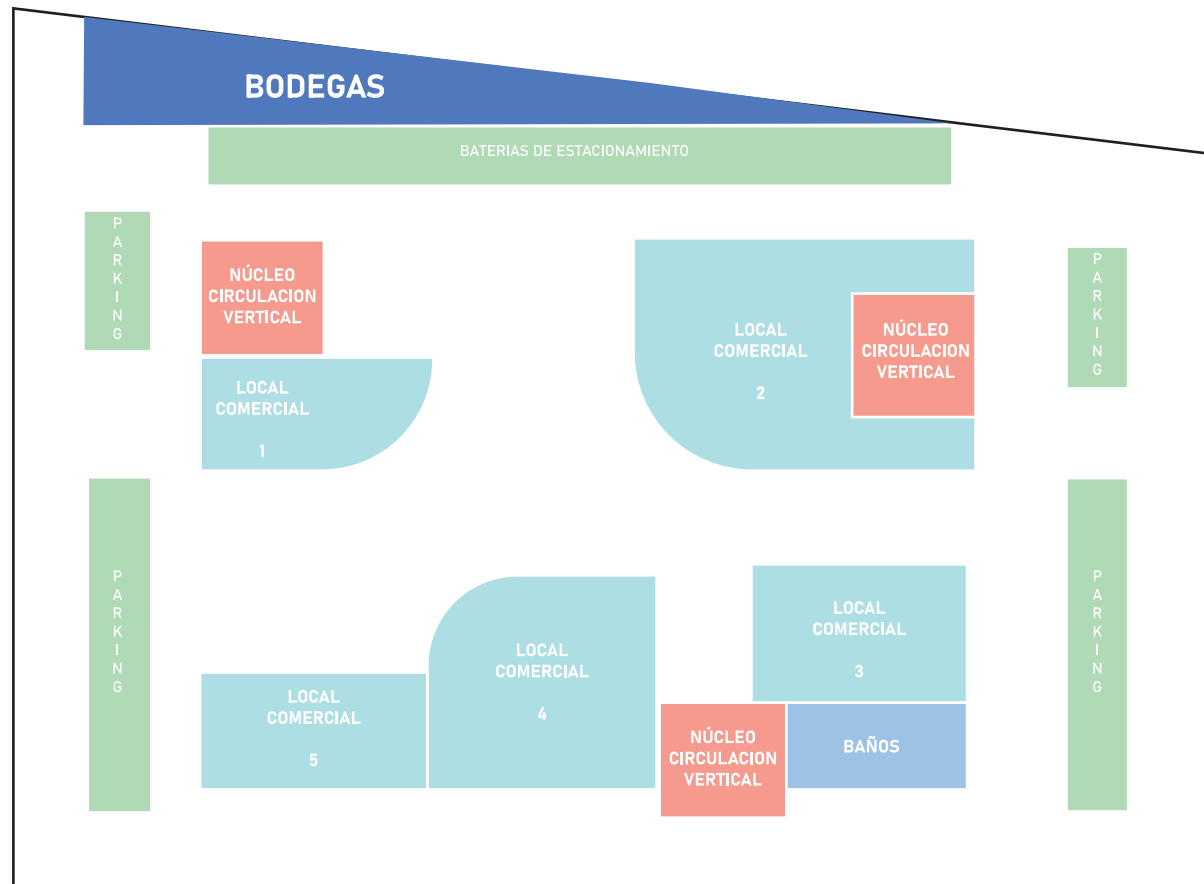 BODEGAS
BATERIAS DE ESTACIONAMIENTO
PARKING
NÚCLEO
CIRCULACION
VERTICAL
LOCAL
COMERCIAL
1
LOCAL
COMERCIAL
2
NÚCLEO
CIRCULACION
VERTICAL
PARKING
PARKING
LOCAL
COMERCIAL
5
LOCAL
COMERCIAL
4
NÚCLEO
CIRCULACION
VERTICAL
LOCAL
COMERCIAL
3
BAÑOS
PARKING